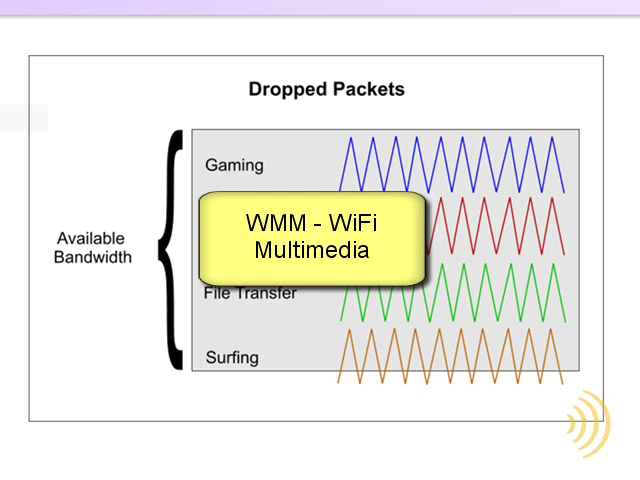 Dropped Packets
Gaming
WMM - WiFi
Multimedia
Available
Bandwidth
File Transfer
Surfing